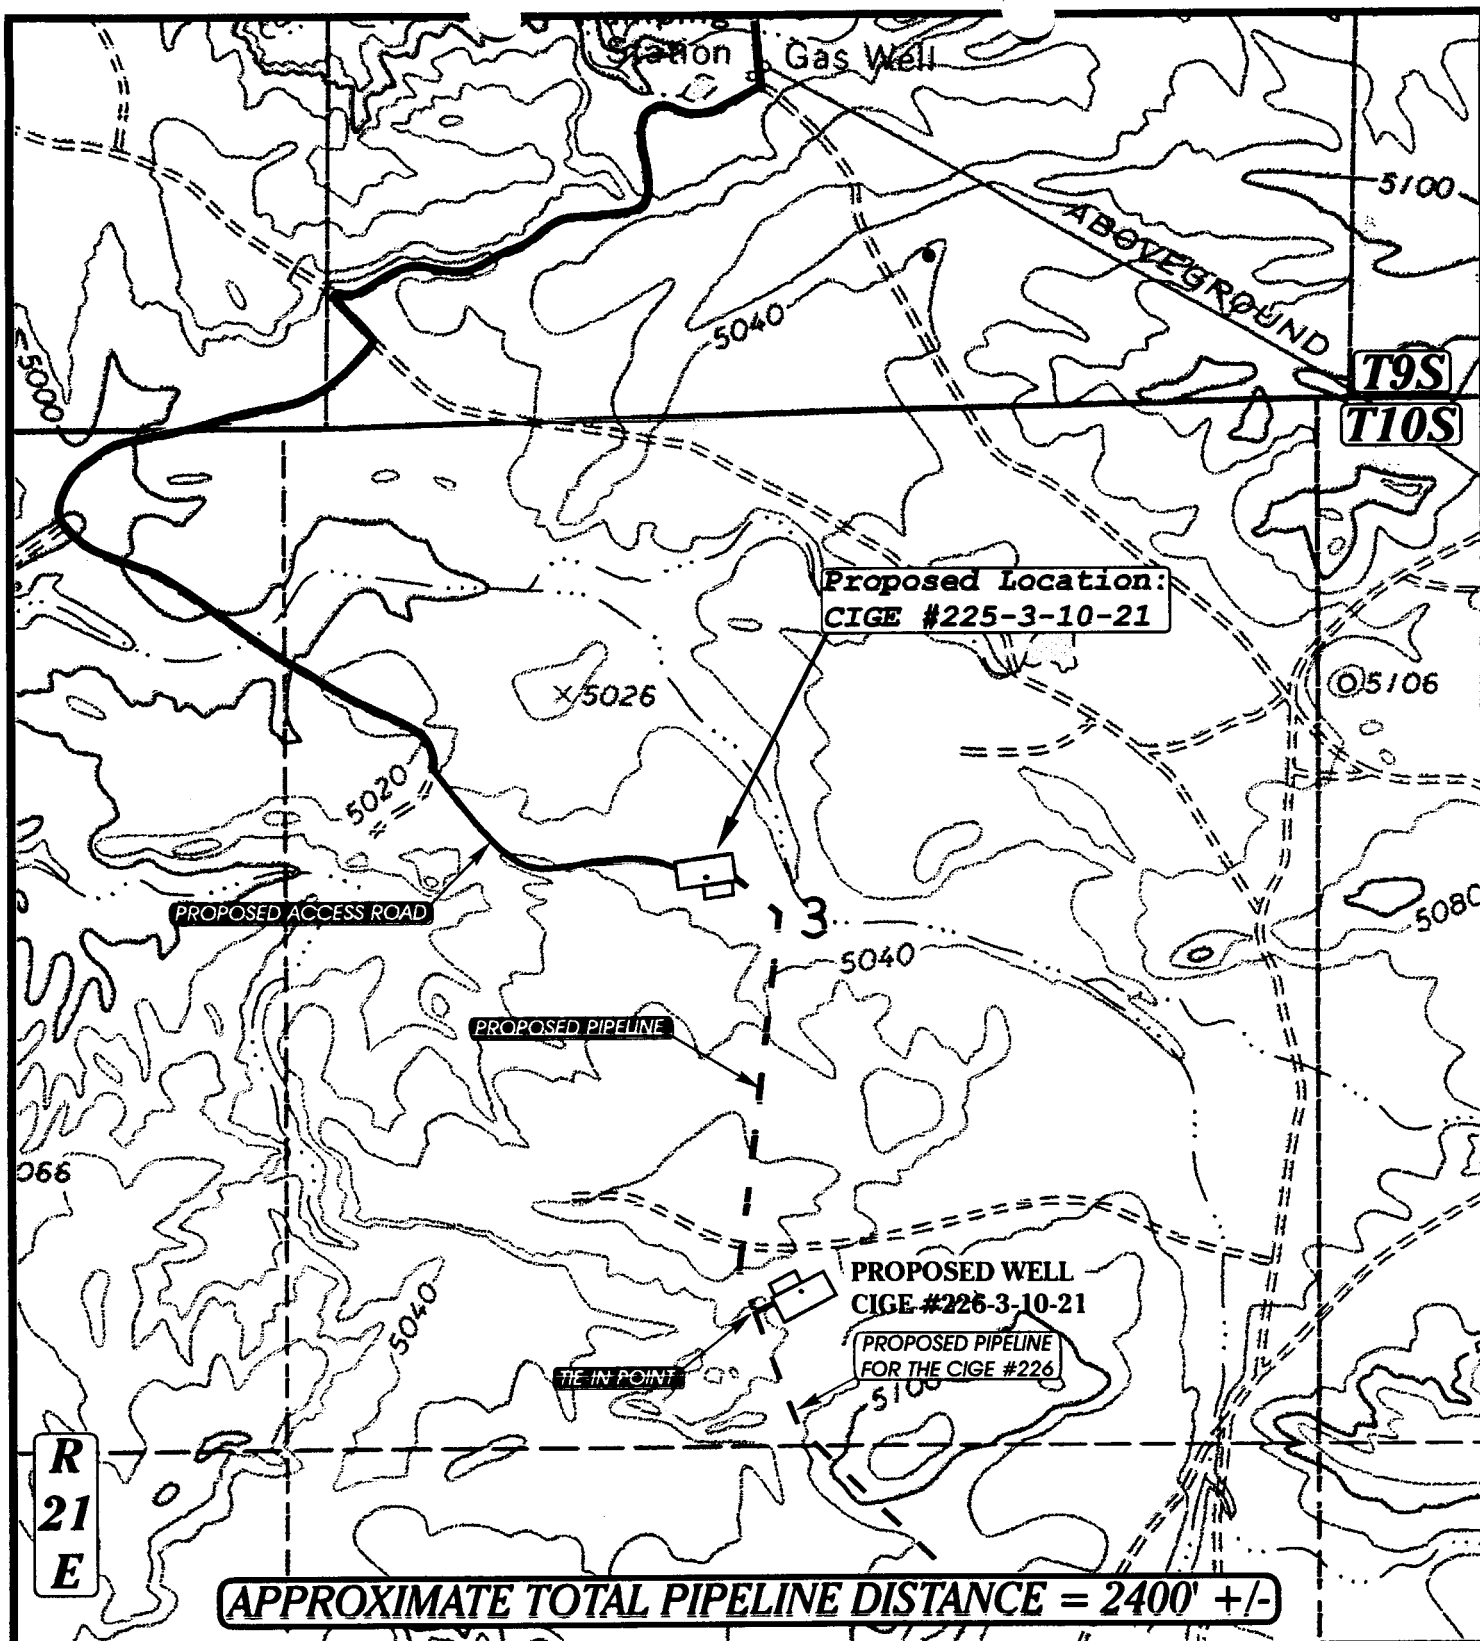 Station Gas Well
5100
ABOVEGROUND
5040
5000
T9S
T10S
Proposed Location:
CIGE #225-3-10-21
5026
5106
5020
PROPOSED ACCESS ROAD
3
5080
5040
PROPOSED PIPELINE
066
PROPOSED WELL
CIGE #226-3-10-21
5040
PROPOSED PIPELINE
FOR THE CIGE #226
TIE-IN POINT
5100
R
21
E
APPROXIMATE TOTAL PIPELINE DISTANCE = 2400' +/-